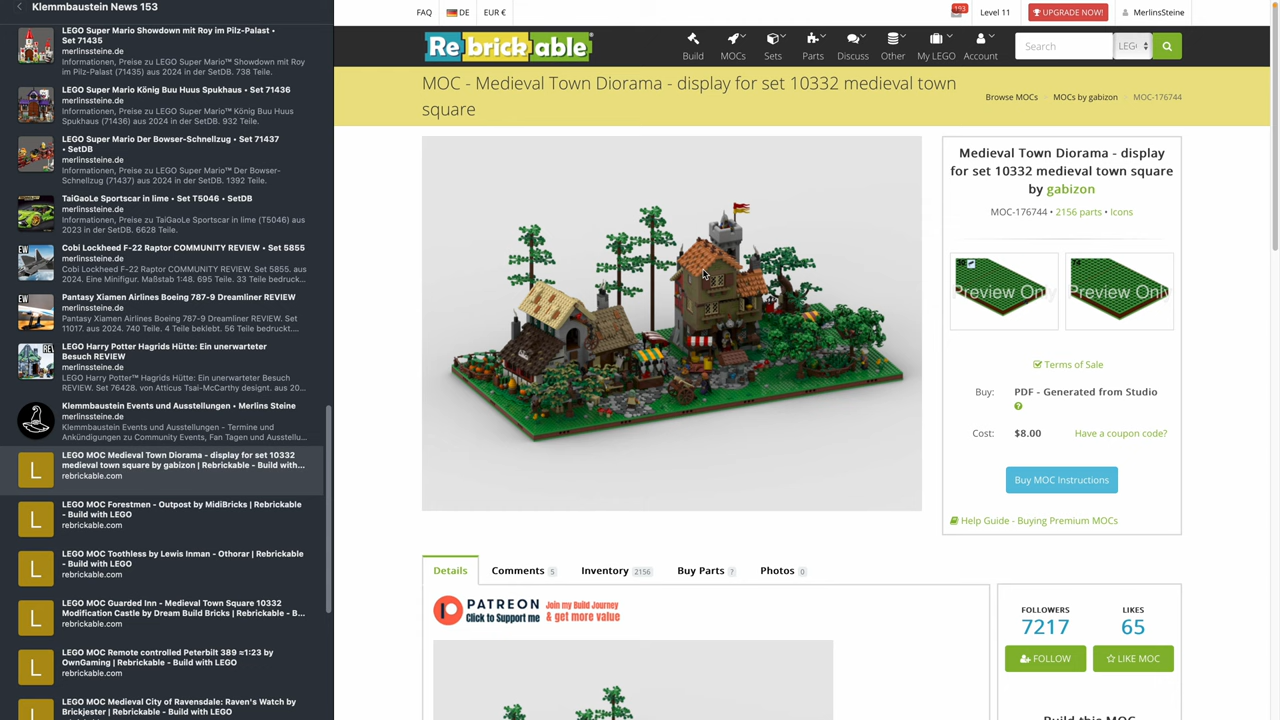 Klemmbaustein News 153
LEGO Super Mario Showdown mit Roy im Pilz-Palast •
Set 71435
merlinssteine.de
Informationen, Preise zu LEGO Super Mario™ Showdown mit
Roy im Pilz-Palast (71435) aus 2024 in der SetDB. 738 Teile.
LEGO Super Mario König Buu Huus Spukhaus • Set 71436
merlinssteine.de
Informationen, Preise zu LEGO Super Mario™ König Buu Huus
Spukhaus (71436) aus 2024 in der SetDB. 932 Teile.
LEGO Super Mario Der Bowser-Schnellzug • Set 71437
• SetDB
merlinssteine.de
Informationen, Preise zu LEGO Super Mario™ Der Bowser-
Schnellzug (71437) aus 2024 in der SetDB. 1392 Teile.
TaiGaoLe Sportscar in lime • Set T5046 • SetDB
merlinssteine.de
Informationen, Preise zu TaiGaoLe Sportscar in lime (T5046) aus
2023 in der SetDB. 6628 Teile.
Cobi Lockheed F-22 Raptor COMMUNITY REVIEW • Set 5855
merlinssteine.de
Cobi Lockheed F-22 Raptor COMMUNITY REVIEW. Set 5855. aus
2024. Eine Minifigur. Maßstab 1:48. 695 Teile. 33 Teile bedruckt....
Pantasy Xiamen Airlines Boeing 787-9 Dreamliner REVIEW
merlinssteine.de
Pantasy Xiamen Airlines Boeing 787-9 Dreamliner REVIEW. Set
11017. aus 2024. 740 Teile. 4 Teile beklebt. 56 Teile bedruckt....
LEGO Harry Potter Hagrids Hütte: Ein unerwarteter
Besuch REVIEW
merlinssteine.de
LEGO Harry Potter™ Hagrids Hütte: Ein unerwarteter Besuch
REVIEW. Set 76428. von Atticus Tsai-McCarthy designt. aus 20...
Klemmbaustein Events und Ausstellungen • Merlins Steine
merlinssteine.de
Klemmbaustein Events und Ausstellungen - Termine und
Ankündigungen zu Community Events, Fan Tagen und Ausstellu...
LEGO MOC Medieval Town Diorama - display for set 10332
medieval town square by gabizon | Rebrickable - Build with...
rebrickable.com
LEGO MOC Forestmen - Outpost by MidiBricks | Rebrickable
- Build with LEGO
rebrickable.com
LEGO MOC Toothless by Lewis Inman - Othorar | Rebrickable
- Build with LEGO
rebrickable.com
LEGO MOC Guarded Inn - Medieval Town Square 10332
Modification Castle by Dream Build Bricks | Rebrickable - B...
rebrickable.com
LEGO MOC Remote controlled Peterbilt 389 ≈1:23 by
OwnGaming | Rebrickable - Build with LEGO
rebrickable.com
LEGO MOC Medieval City of Ravensdale: Raven's Watch by
Brickjester | Rebrickable - Build with LEGO
FAQ DE EUR € 193 Level 11 UPGRADE NOW! MerlinsSteine
Rebrickable Build MOCs Sets Parts Discuss Other My LEGO Account Search
MOC - Medieval Town Diorama - display for set 10332 medieval town
square
Browse MOCs MOCs by gabizon MOC-176744
Medieval Town Diorama - display
for set 10332 medieval town square
by gabizon
MOC-176744 • 2156 parts • Icons
Preview Only Preview Only
Terms of Sale
Buy: PDF - Generated from Studio
Cost: $8.00 Have a coupon code?
Buy MOC Instructions
Help Guide - Buying Premium MOCs
Details Comments 5 Inventory 2156 Buy Parts ? Photos 0
PATREON Join my Build Journey
Click to Support me & get more value
FOLLOWERS LIKES
7217 65
FOLLOW LIKE MOC
Build this MOC